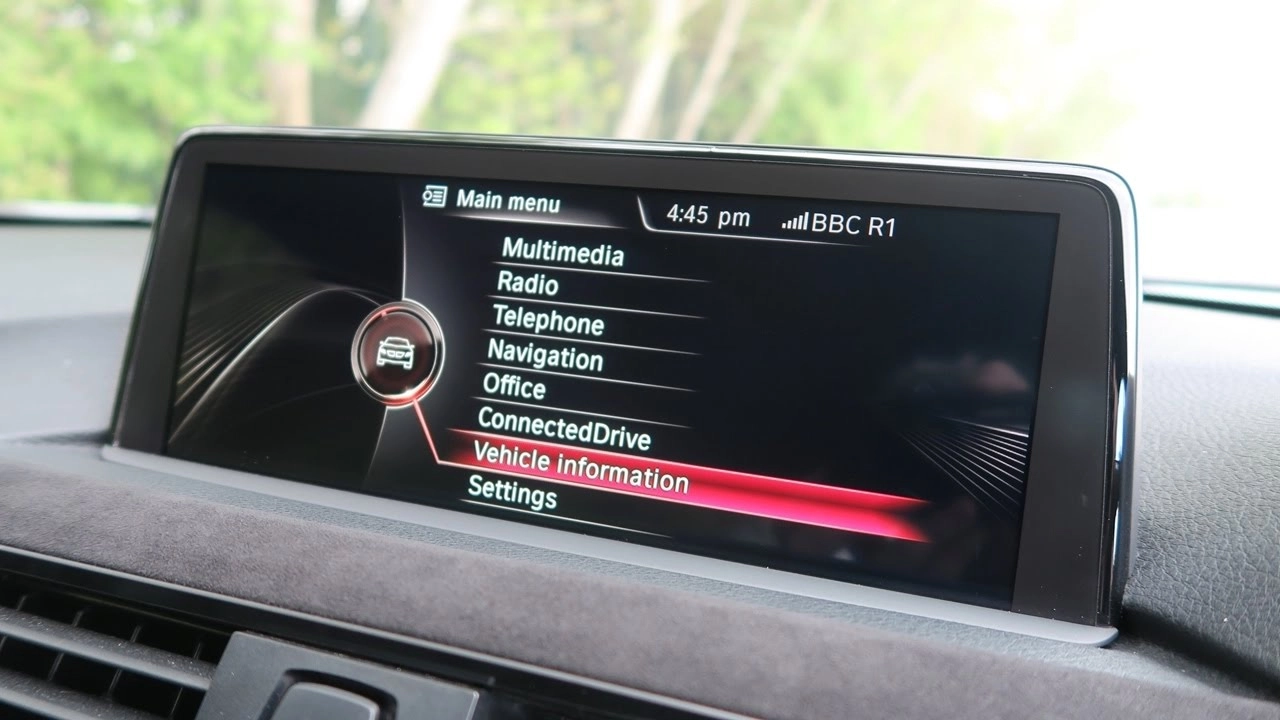 Main menu
4:45 pm
BBC R1
Multimedia
Radio
Telephone
Navigation
Office
ConnectedDrive
Vehicle information
Settings